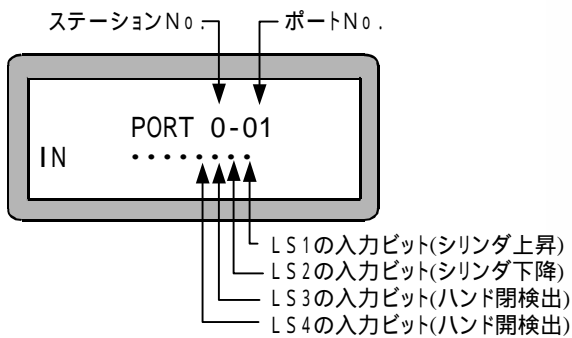 ステーションNo. ポートNo.
PORT 0-01
IN ・・・・・・・・
LS1の入力ビット(シリンダ上昇)
LS2の入力ビット(シリンダ下降)
LS3の入力ビット(ハンド閉検出)
LS4の入力ビット(ハンド開検出)